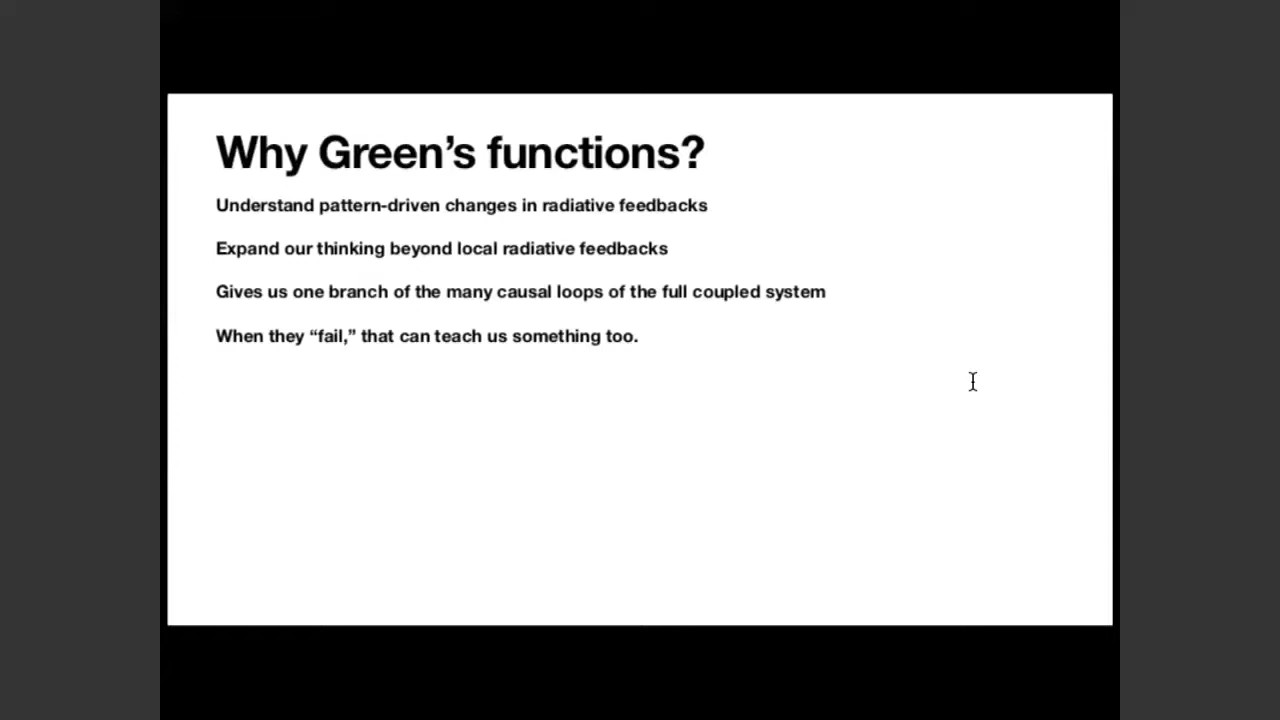 Why Green’s functions?
Understand pattern-driven changes in radiative feedbacks
Expand our thinking beyond local radiative feedbacks
Gives us one branch of the many causal loops of the full coupled system
When they “fail,” that can teach us something too.